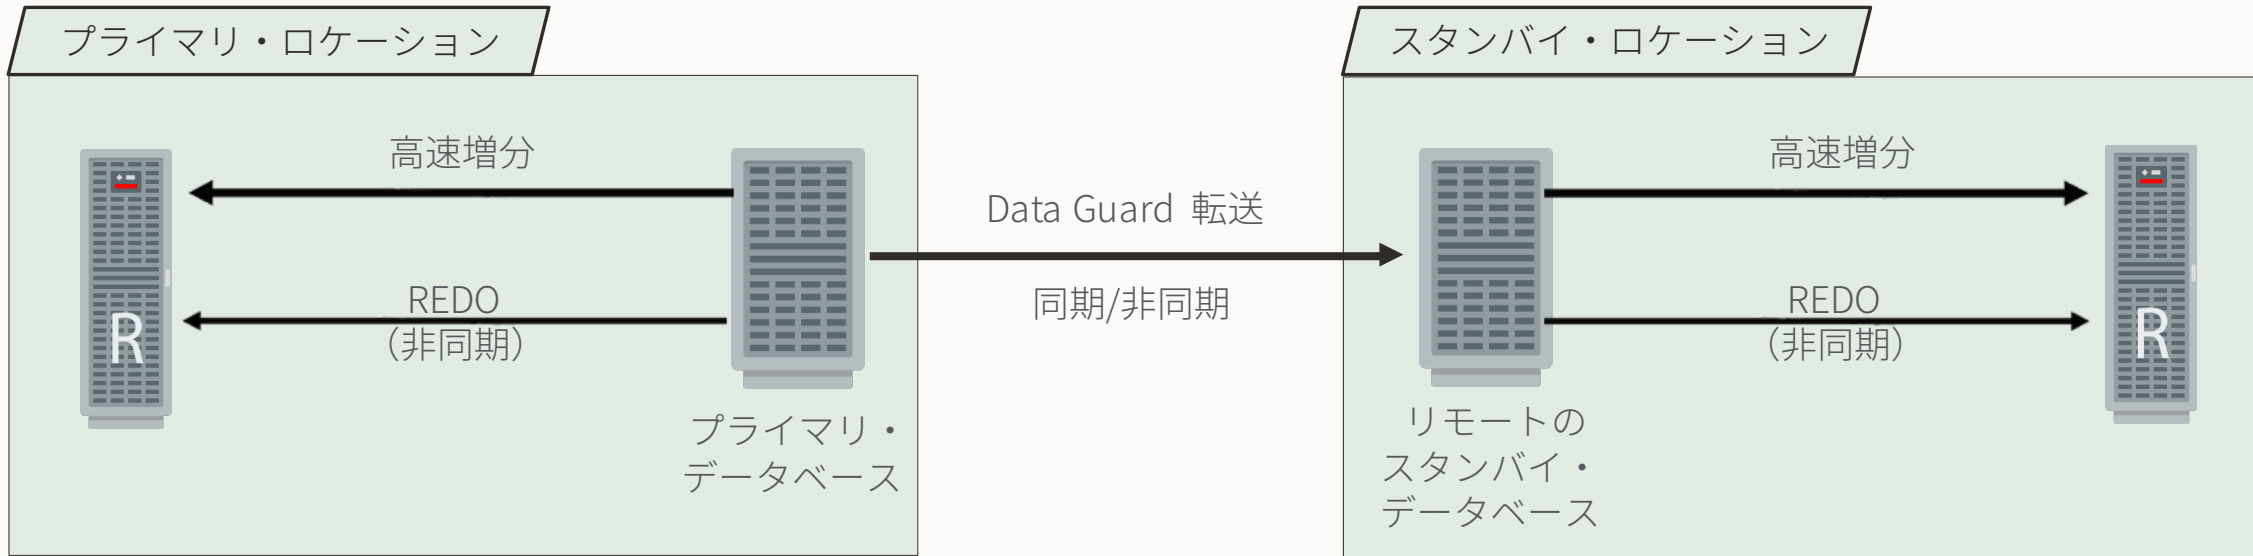 プライマリ・ロケーション
高速増分
REDO
（非同期）
R
プライマリ・
データベース
Data Guard 転送
同期/非同期
スタンバイ・ロケーション
高速増分
REDO
（非同期）
R
リモートの
スタンバイ・
データベース